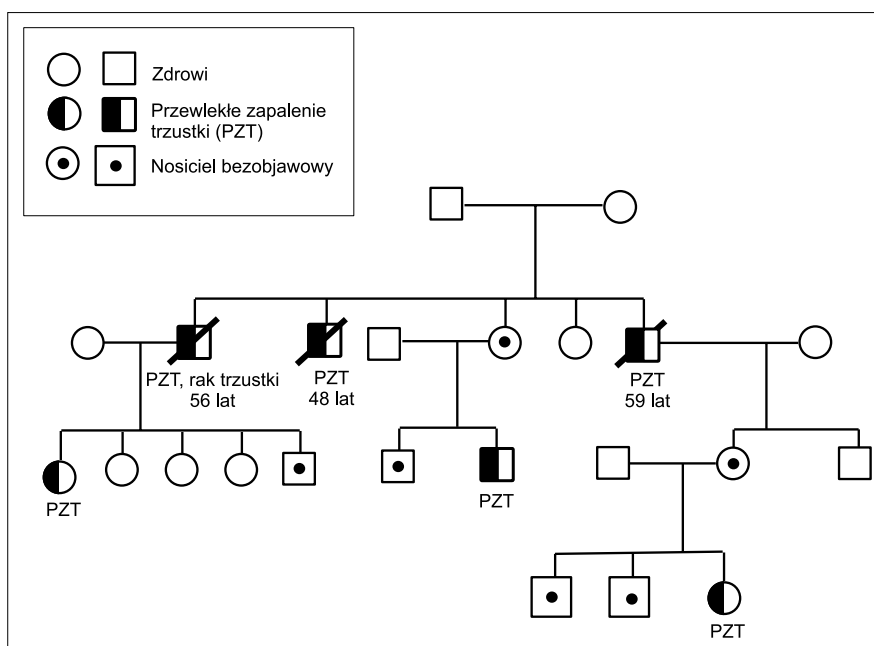 Zdrowi
Przewlekłe zapalenie
trzustki (PZT)
Nosiciel bezobjawowy
PZT, rak trzustki
56 lat
PZT
48 lat
PZT
59 lat
PZT
PZT
PZT